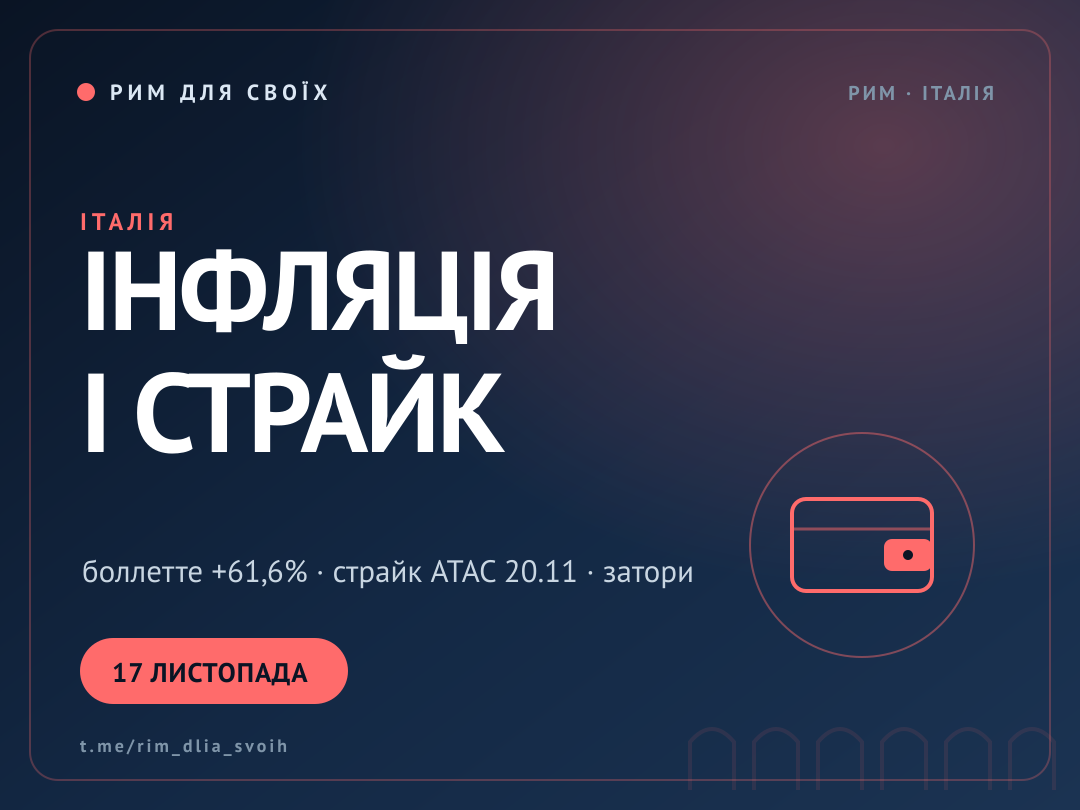 РИМ ДЛЯ СВОЇХ
РИМ · ІТАЛІЯ
ІТАЛІЯ
ІНФЛЯЦІЯ
І СТРАЙК
боллетте +61,6% · страйк АТАС 20.11 · затори
17 ЛИСТОПАДА
t.me/rim_dlia_svoih